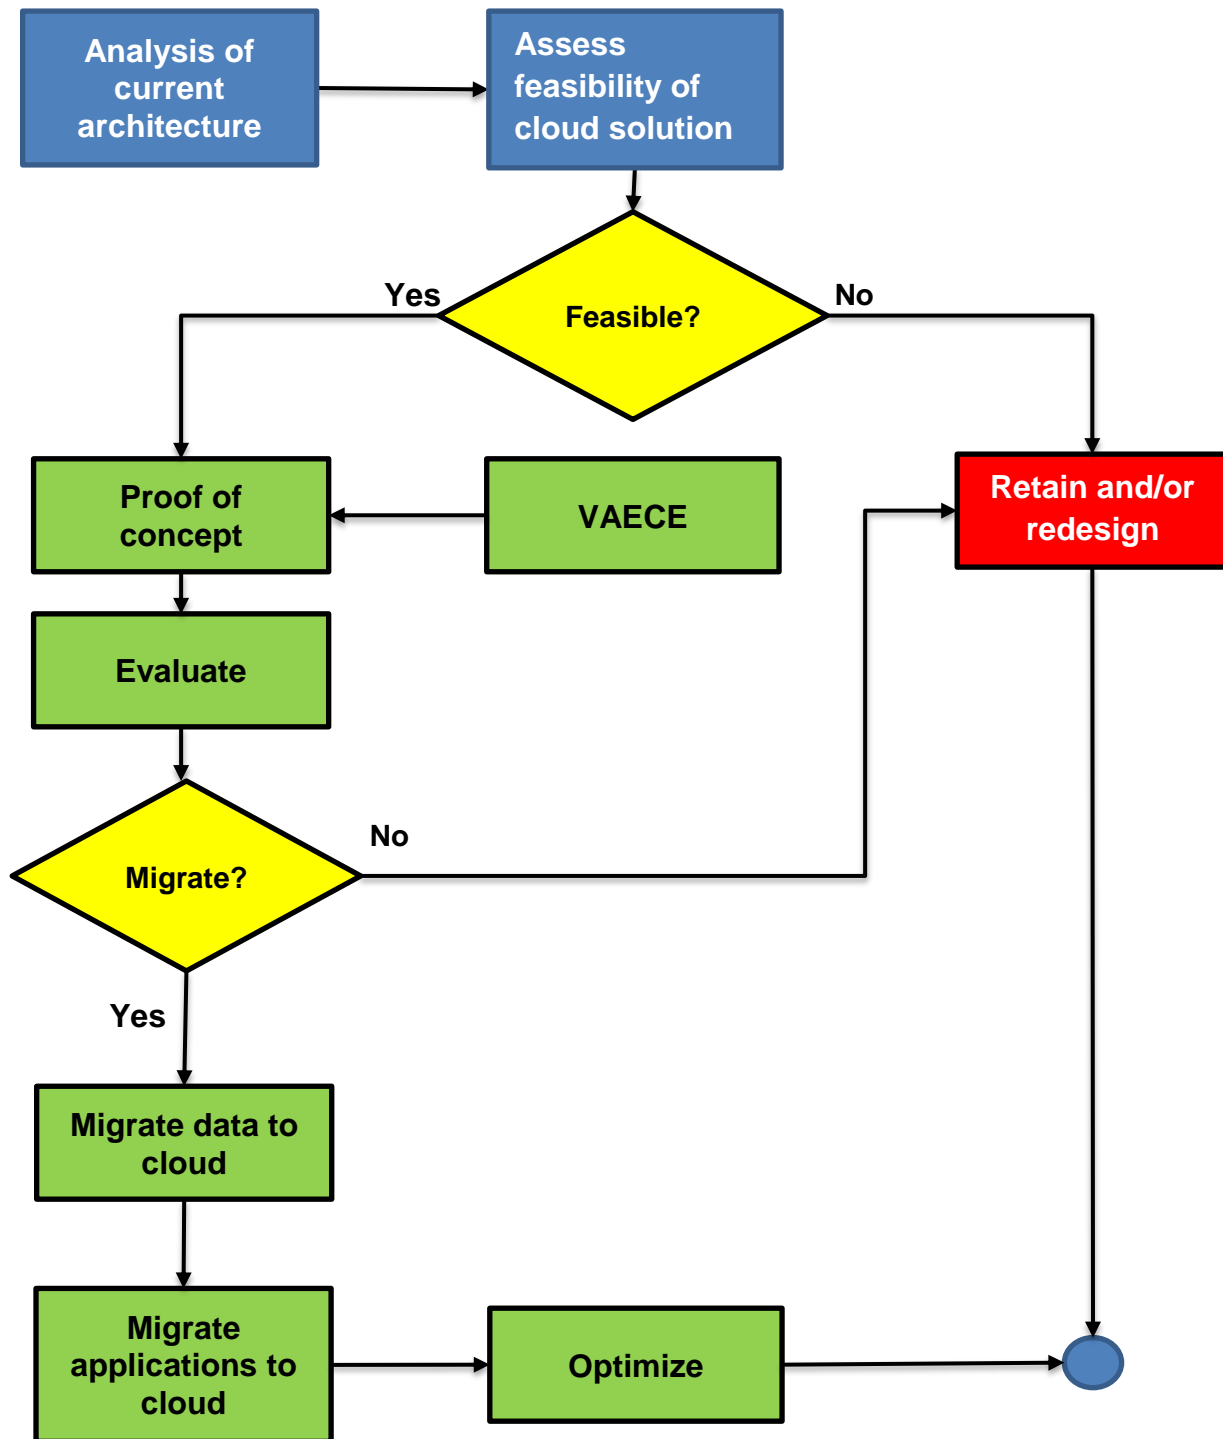 Analysis of
current
architecture
Assess
feasibility of
cloud solution
Yes
Feasible?
No
Proof of
concept
VAECE
Retain and/or
redesign
Evaluate
No
Migrate?
Yes
Migrate data to
cloud
Migrate
applications to
cloud
Optimize